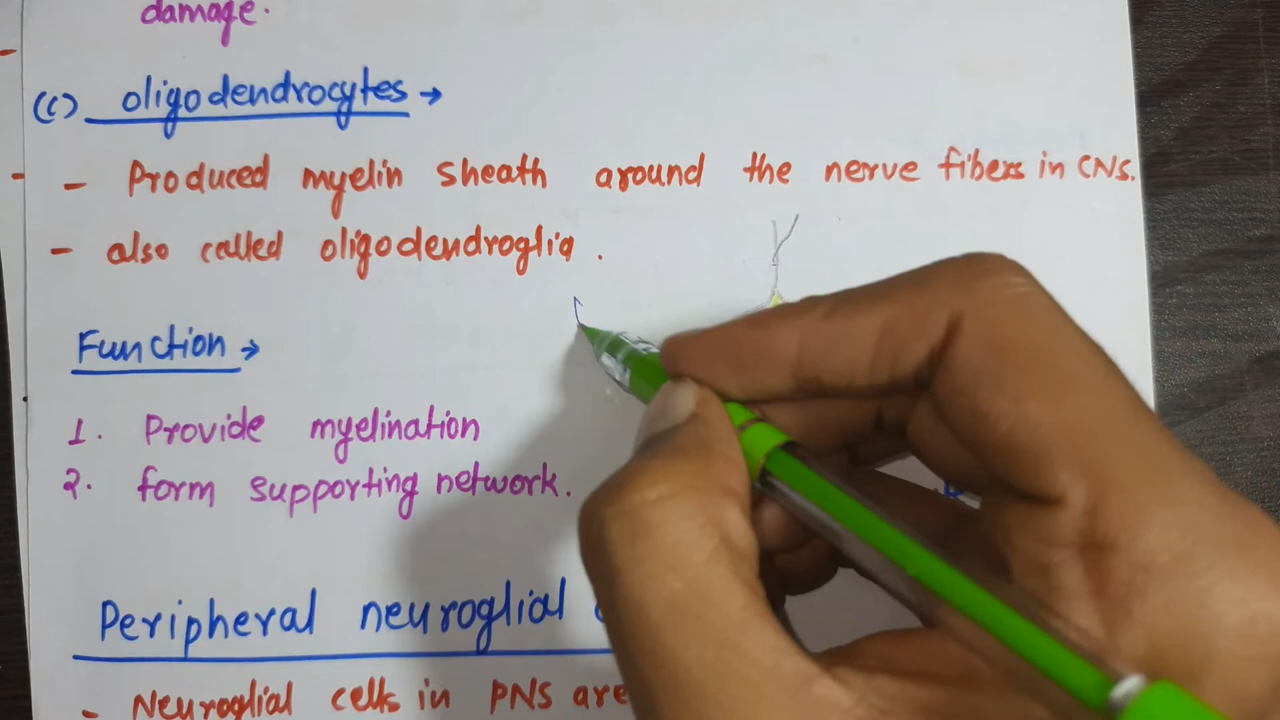 damage.
(C) oligodendrocytes →
- Produced myelin sheath around the nerve fibers in CNS.
- also called oligodendroglia.
Function →
1. Provide myelination
2. form supporting network.
Peripheral neuroglial
- Neuroglial cells in PNS are